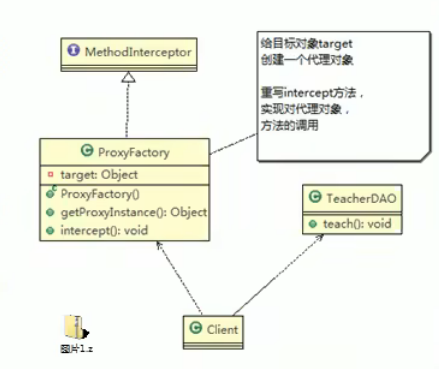 MethodInterceptor
给目标对象target
创建一个代理对象
重写intercept方法,
实现对代理对象,
方法的调用
ProxyFactory
target: Object
ProxyFactory()
getProxyInstance(): Object
intercept(): void
TeacherDAO
teach(): void
Client
图片1.z